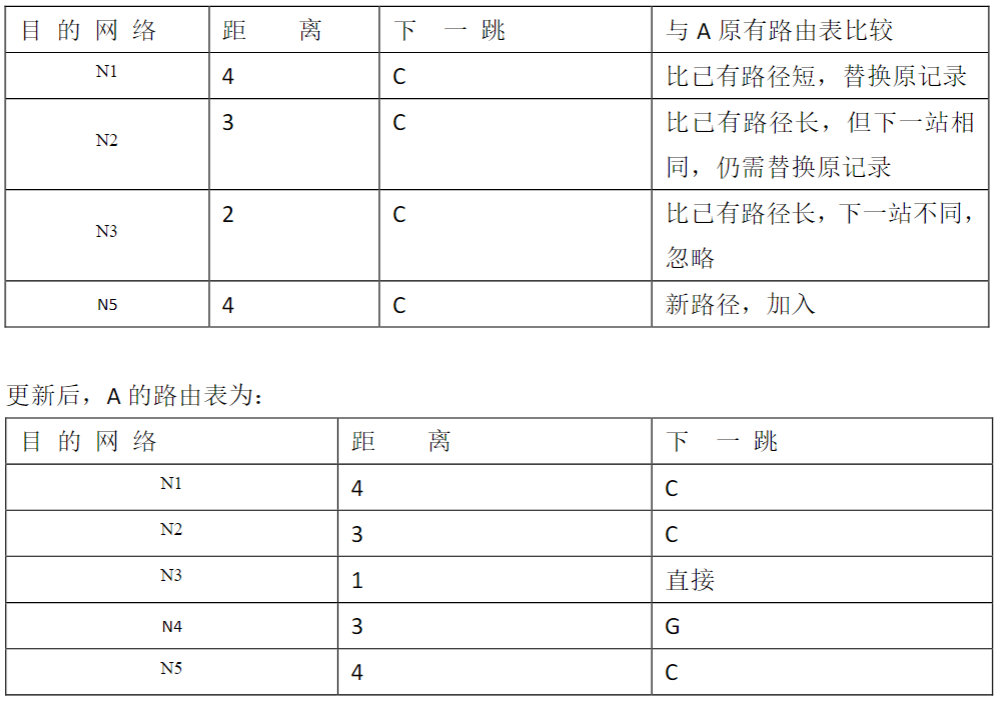 目 的 网 络 距 离 下 一 跳 与 A 原有路由表比较
N1 4 C 比已有路径短，替换原记录
N2 3 C 比已有路径长，但下一站相
同，仍需替换原记录
N3 2 C 比已有路径长，下一站不同，
忽略
N5 4 C 新路径，加入
更新后，A 的路由表为：
目 的 网 络 距 离 下 一 跳
N1 4 C
N2 3 C
N3 1 直接
N4 3 G
N5 4 C